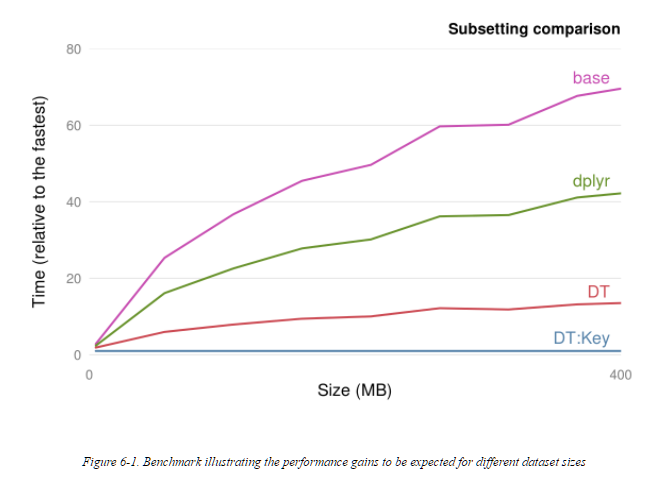 Subsetting comparison
80
base
60
dplyr
40
20
DT
DT:Key
0
0
400
Time (relative to the fastest)
Size (MB)
Figure 6-1. Benchmark illustrating the performance gains to be expected for different dataset sizes